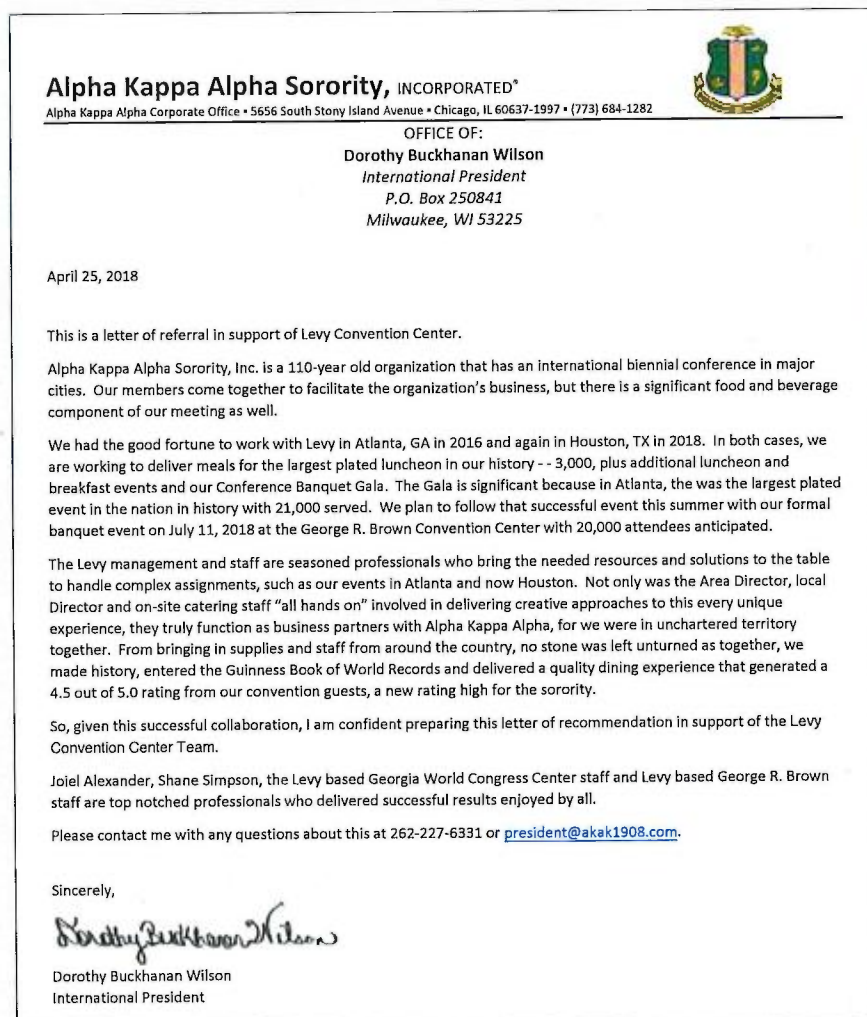 Alpha Kappa Alpha Sorority, INCORPORATED®
Alpha Kappa Alpha Corporate Office • 5656 South Stony Island Avenue • Chicago, IL 60637-1997 • (773) 684-1282
OFFICE OF:
Dorothy Buckhanan Wilson
International President
P.O. Box 250841
Milwaukee, WI 53225
April 25, 2018
This is a letter of referral in support of Levy Convention Center.
Alpha Kappa Alpha Sorority, Inc. is a 110-year old organization that has an international biennial conference in major
cities. Our members come together to facilitate the organization's business, but there is a significant food and beverage
component of our meeting as well.
We had the good fortune to work with Levy in Atlanta, GA in 2016 and again in Houston, TX in 2018. In both cases, we
are working to deliver meals for the largest plated luncheon in our history - - 3,000, plus additional luncheon and
breakfast events and our Conference Banquet Gala. The Gala is significant because in Atlanta, the was the largest plated
event in the nation in history with 21,000 served. We plan to follow that successful event this summer with our formal
banquet event on July 11, 2018 at the George R. Brown Convention Center with 20,000 attendees anticipated.
The Levy management and staff are seasoned professionals who bring the needed resources and solutions to the table
to handle complex assignments, such as our events in Atlanta and now Houston. Not only was the Area Director, local
Director and on-site catering staff "all hands on" involved in delivering creative approaches to this every unique
experience, they truly function as business partners with Alpha Kappa Alpha, for we were in unchartered territory
together. From bringing in supplies and staff from around the country, no stone was left unturned as together, we
made history, entered the Guinness Book of World Records and delivered a quality dining experience that generated a
4.5 out of 5.0 rating from our convention guests, a new rating high for the sorority.
So, given this successful collaboration, I am confident preparing this letter of recommendation in support of the Levy
Convention Center Team.
Joiel Alexander, Shane Simpson, the Levy based Georgia World Congress Center staff and Levy based George R. Brown
staff are top notched professionals who delivered successful results enjoyed by all.
Please contact me with any questions about this at 262-227-6331 or president@akak1908.com.
Sincerely,
Dorothy Buckhanan Wilson
Dorothy Buckhanan Wilson
International President